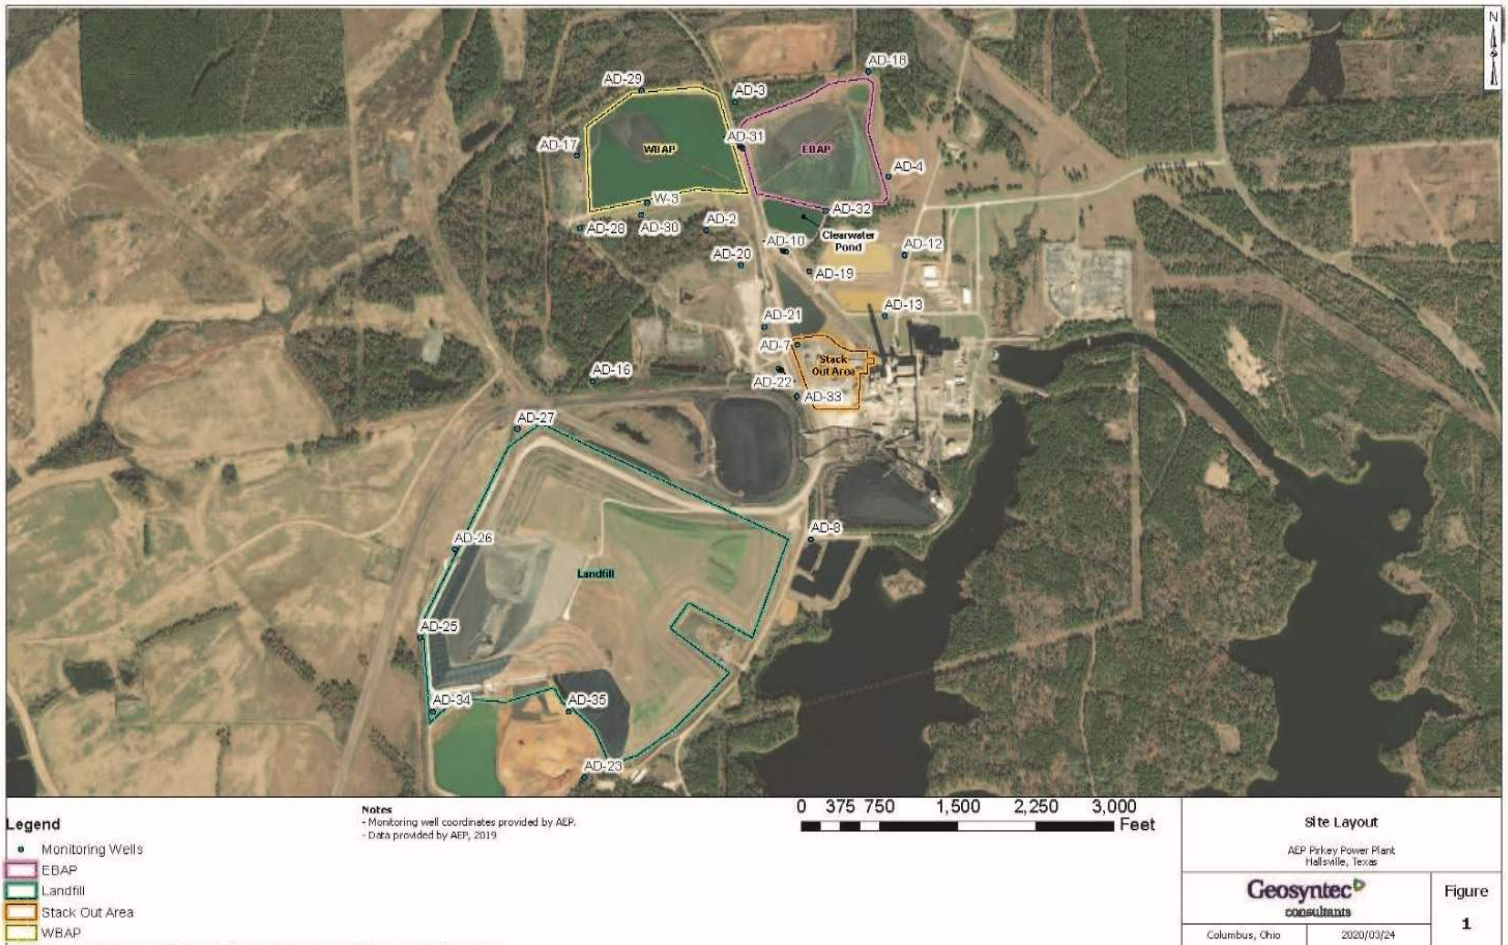 N
AD-18
AD-29
AD-3
AD-31
AD-17
WBAP
EBAP
AD-4
W-3
AD-32
AD-28
AD-30
AD-2
Clearwater
Pond
AD-10
AD-12
AD-20
AD-19
AD-13
AD-21
AD-7
Stack
Out Area
AD-16
AD-22
AD-33
AD-27
AD-8
AD-26
Landfill
AD-25
AD-34
AD-35
AD-23
Legend
Monitoring Wells
EBAP
Landfill
Stack Out Area
WBAP
Notes
- Monitoring well coordinates provided by AEP.
- Data provided by AEP, 2019
0 375 750 1,500 2,250 3,000
Feet
Site Layout
AEP Pirkey Power Plant
Hallsville, Texas
Geosyntec
consultants
Columbus, Ohio
2020/03/24
Figure
1